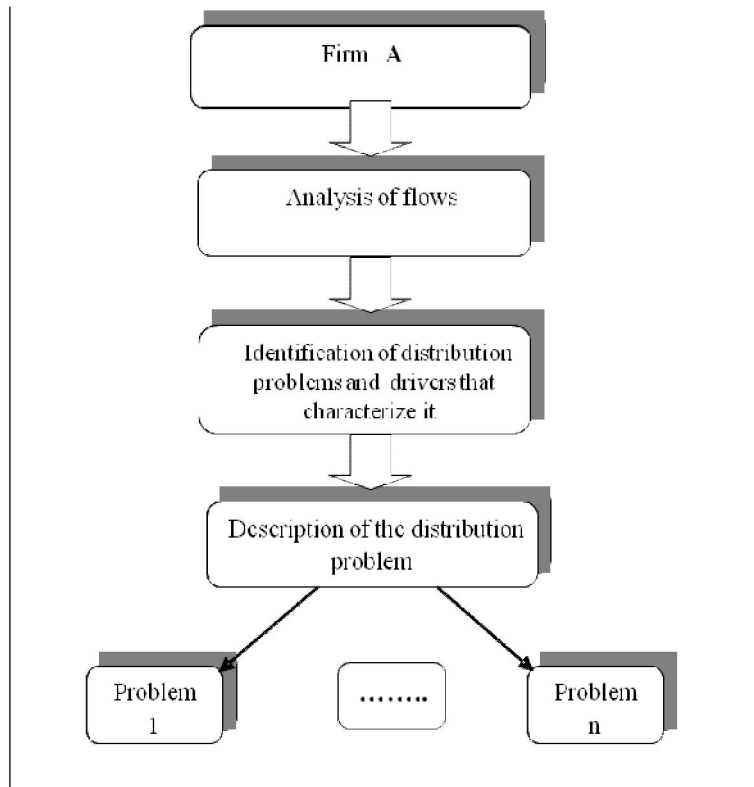 Firm A
Analysis of flows
Identification of distribution
problems and drivers that
characterize it
Description of the distribution
problem
Problem
1
........
Problem
n